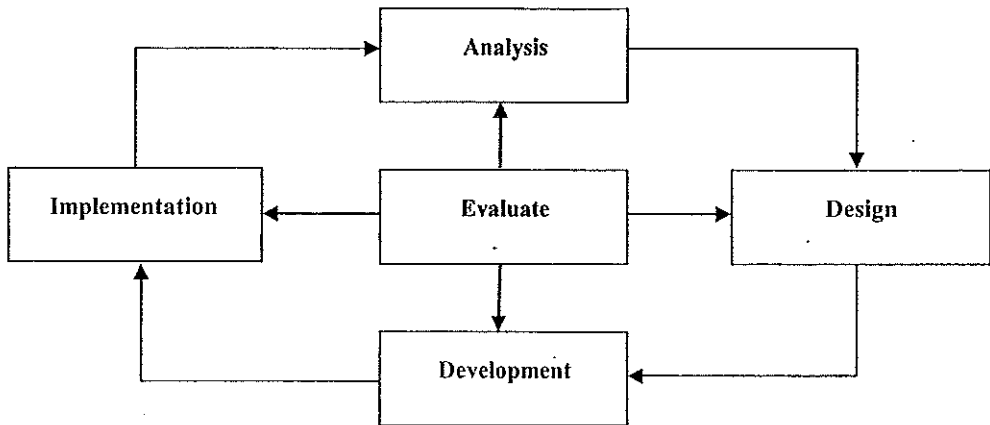 Analysis
Implementation
Evaluate
Design
Development